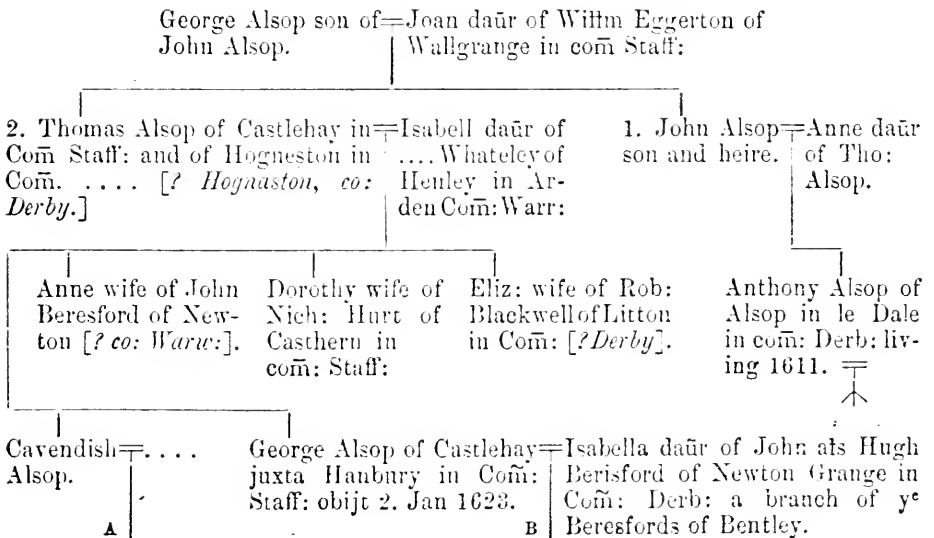 George Alsop son of=Joan daūr of Willm Eggerton of
John Alsop. Wallgrange in com̄ Staff:
2. Thomas Alsop of Castlehay in=Isabell daūr of
Com̄ Staff: and of Hogneston in .... Whateley of
Com̄. .... [? Hognaston, co: Henley in Ar-
Derby.] den Com̄: Warr:
1. John Alsop=Anne daūr
son and heire. of Tho:
Alsop.
Anne wife of John
Beresford of New-
ton [? co: Warw:].
Dorothy wife of
Nich: Hurt of
Casthern in
com̄: Staff:
Eliz: wife of Rob:
Blackwell of Litton
in Com̄: [? Derby].
Anthony Alsop of
Alsop in le Dale
in com̄: Derb: liv-
ing 1611.
Cavendish=....
Alsop.
A
George Alsop of Castlehay=Isabella daūr of John als Hugh
juxta Hanbury in Com̄: Berisford of Newton Grange in
Staff: obijt 2. Jan 1623. Com̄: Derb: a branch of yᵉ
B Beresfords of Bentley.